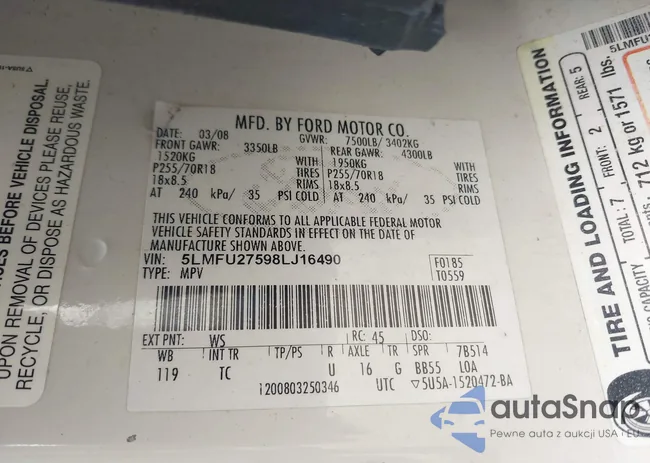 UPON REMOVAL OF DEVICES PLEASE REUSE,
RECYCLE, OR DISPOSE AS HAZARDOUS WASTE.
BEFORE VEHICLE DISPOSAL.
MFD. BY FORD MOTOR CO.
DATE: 03/08 GVWR: 7500LB/ 3402KG
FRONT GAWR: 3350LB REAR GAWR: 4300LB
1520KG WITH 1950KG WITH
P255/70R18 TIRES P255/70R18 TIRES
18x8.5 RIMS 18x8.5 RIMS
AT 240 kPa/ 35 PSI COLD AT 240 kPa/ 35 PSI COLD
THIS VEHICLE CONFORMS TO ALL APPLICABLE FEDERAL MOTOR
VEHICLE SAFETY STANDARDS IN EFFECT ON THE DATE OF
MANUFACTURE SHOWN ABOVE.
VIN: 5LMFU27598LJ16490
TYPE: MPV
F0185
T0559
EXT PNT: WS RC: 45 DSO:
WB INT TR TP/PS R AXLE TR SPR 7B514
119 TC U 16 G BB55 LOA
1200803250346 UTC ▽5U5A-1520472-BA
TIRE AND LOADING INFORMATION
TOTAL: 7 FRONT: 2 REAR: 5
712 kg or 1571 lbs.
5LMFU
autaSnap
Pewne auta z aukcji USA i EU